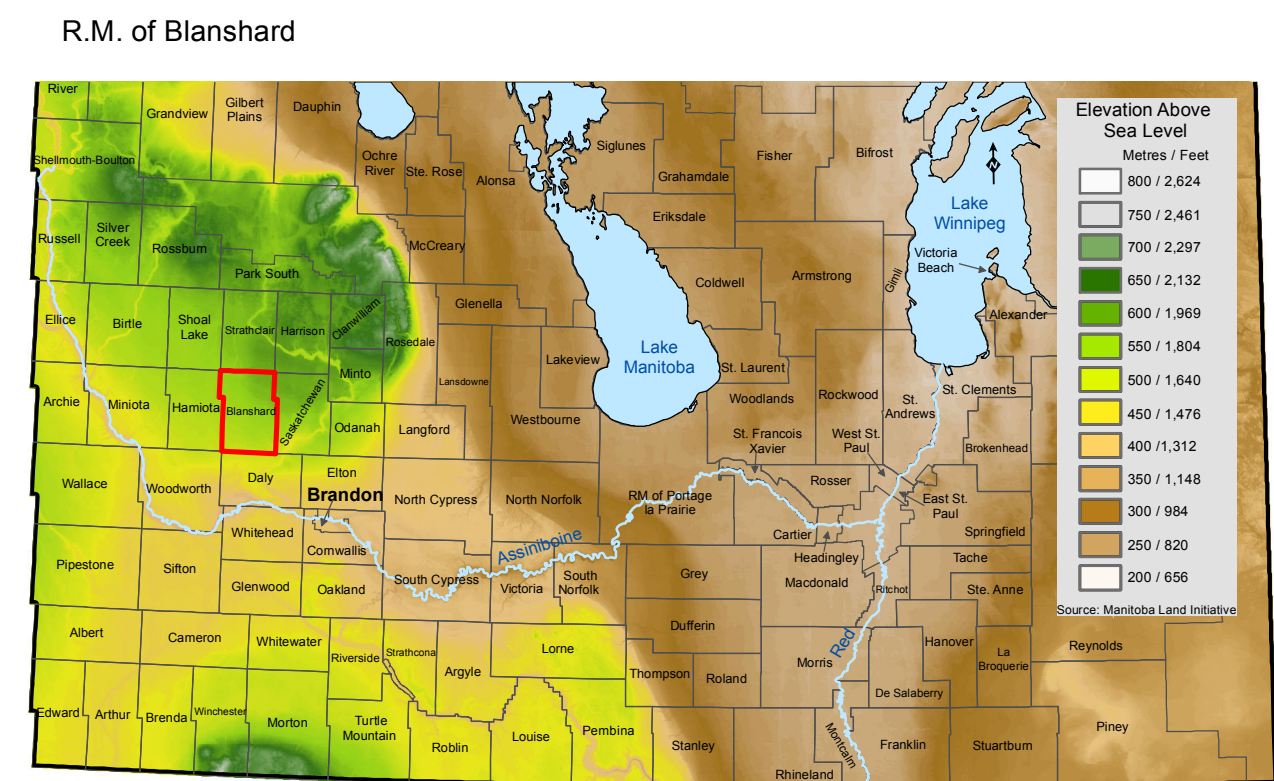 R.M. of Blanshard
River
Grandview
Gilbert
Plains
Dauphin
Shellmouth-Boulton
Ochre
River
Ste. Rose
Alonsa
Siglunes
Grahamdale
Fisher
Bifrost
Eriksdale
Russell
Silver
Creek
Rossburn
Park South
McCreary
Coldwell
Armstrong
Gimli
Lake
Winnipeg
Victoria
Beach
Alexander
Ellice
Birtle
Shoal
Lake
Strathclair
Harrison
Clanwilliam
Rosedale
Glenella
Lakeview
Lake
Manitoba
St. Laurent
Minto
Lansdowne
Archie
Miniota
Hamiota
Blanshard
Saskatchewan
Odanah
Langford
Westbourne
Woodlands
Rockwood
St.
Andrews
St. Clements
St. Francois
Xavier
West St.
Paul
Brokenhead
Wallace
Woodworth
Daly
Elton
Brandon
North Cypress
North Norfolk
RM of Portage
la Prairie
Rosser
East St.
Paul
Springfield
Whitehead
Cornwallis
Assiniboine
Cartier
Headingley
Tache
Pipestone
Sifton
Glenwood
Oakland
South Cypress
Victoria
South
Norfolk
Grey
Macdonald
Ritchot
Ste. Anne
Albert
Cameron
Whitewater
Riverside
Strathcona
Argyle
Lorne
Dufferin
Red
Morris
Hanover
La
Broquerie
Reynolds
Thompson
Roland
De Salaberry
Edward
Arthur
Brenda
Winchester
Morton
Turtle
Mountain
Roblin
Louise
Pembina
Stanley
Rhineland
Montcalm
Franklin
Stuartburn
Piney
Elevation Above
Sea Level
Metres / Feet
800 / 2,624
750 / 2,461
700 / 2,297
650 / 2,132
600 / 1,969
550 / 1,804
500 / 1,640
450 / 1,476
400 /1,312
350 / 1,148
300 / 984
250 / 820
200 / 656
Source: Manitoba Land Initiative
N